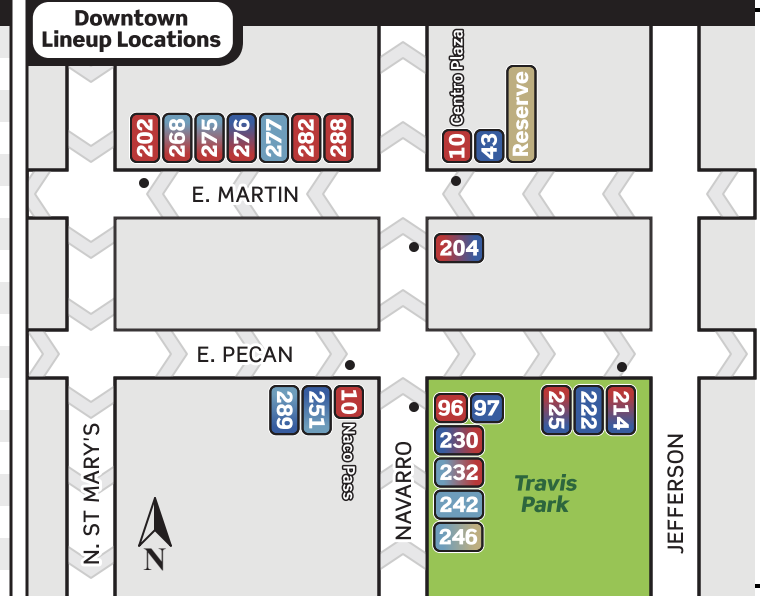 Downtown
Lineup Locations
202
268
275
276
277
282
288
10 Centro Plaza
43
Reserve
E. MARTIN
204
E. PECAN
289
251
10 Naco Pass
96
97
230
232
242
246
225
222
214
Travis
Park
N. ST MARY'S
NAVARRO
JEFFERSON
N